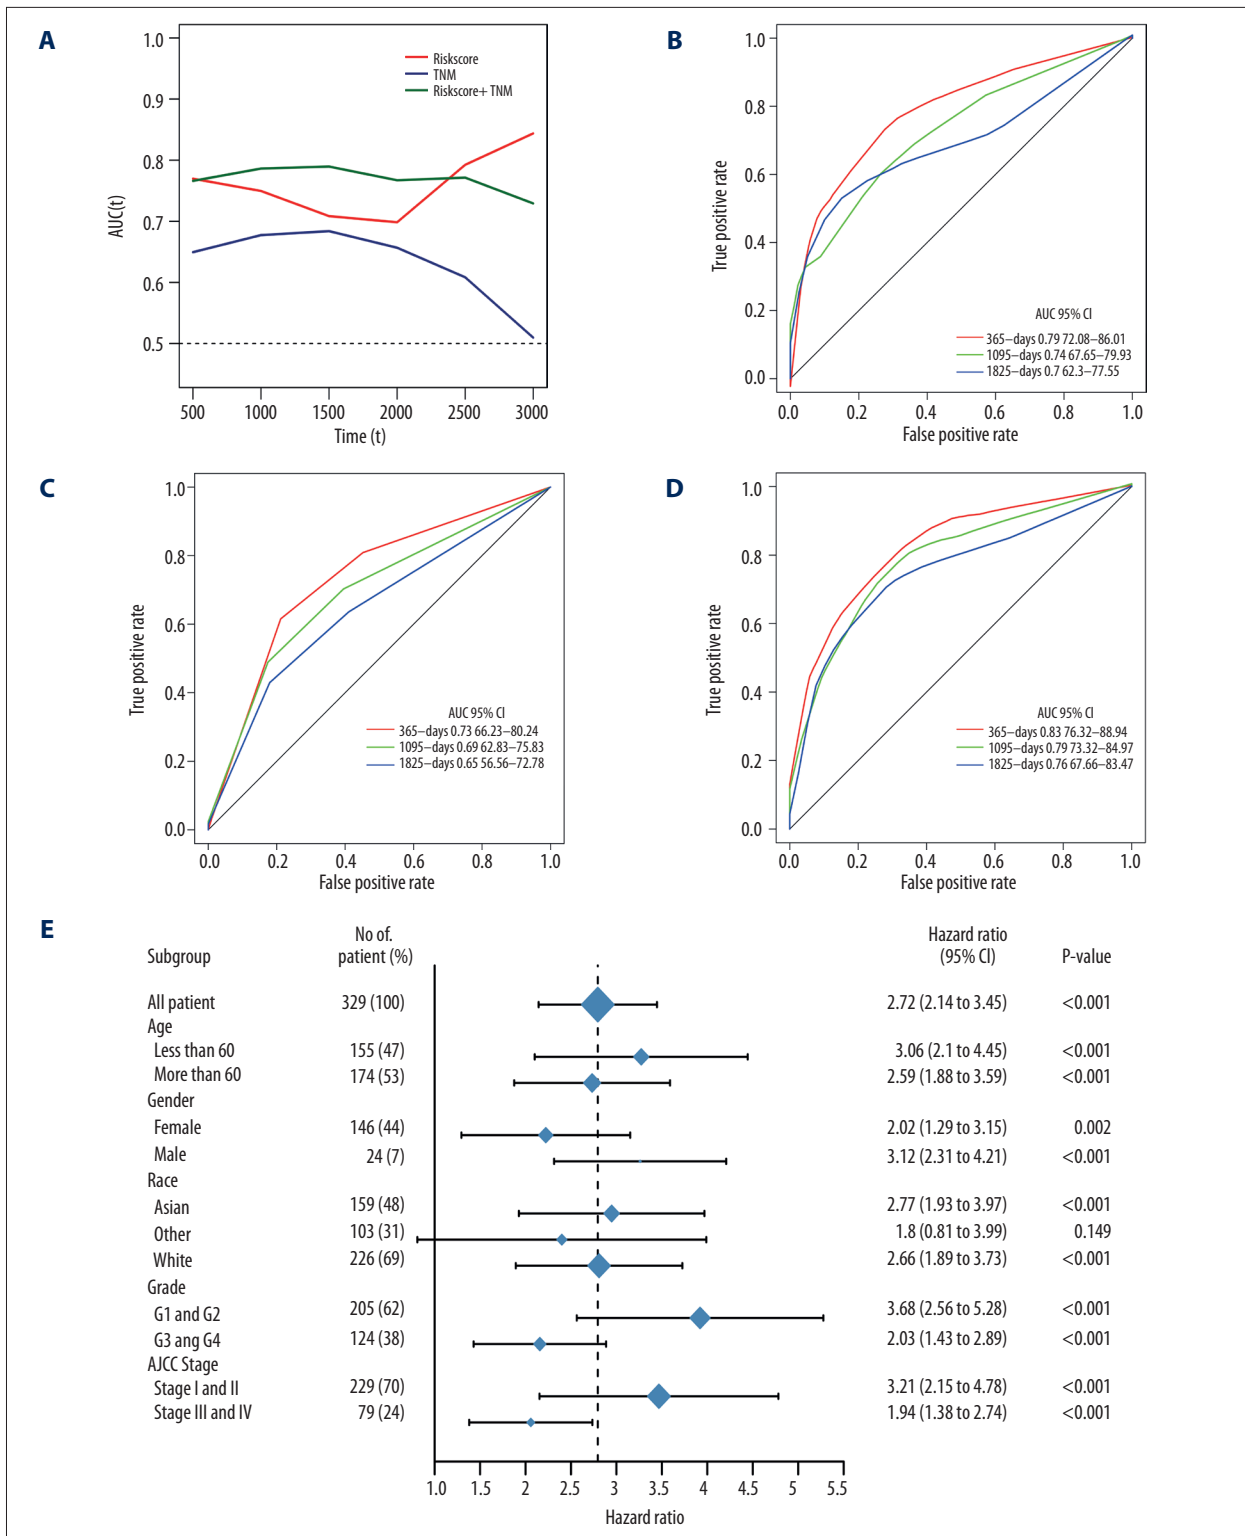 A
1.0
0.9
0.8
0.7
0.6
0.5
AUC(t)
Riskscore
TNM
Riskscore+ TNM
500 1000 1500 2000 2500 3000
Time (t)
B
1.0
0.8
0.6
0.4
0.2
0.0
True positive rate
AUC 95% CI
365–days 0.79 72.08–86.01
1095–days 0.74 67.65–79.93
1825–days 0.7 62.3–77.55
0.0 0.2 0.4 0.6 0.8 1.0
False positive rate
C
1.0
0.8
0.6
0.4
0.2
0.0
True positive rate
AUC 95% CI
365–days 0.73 66.23–80.24
1095–days 0.69 62.83–75.83
1825–days 0.65 56.56–72.78
0.0 0.2 0.4 0.6 0.8 1.0
False positive rate
D
1.0
0.8
0.6
0.4
0.2
0.0
True positive rate
AUC 95% CI
365–days 0.83 76.32–88.94
1095–days 0.79 73.32–84.97
1825–days 0.76 67.66–83.47
0.0 0.2 0.4 0.6 0.8 1.0
False positive rate
E
Subgroup No of. patient (%) Hazard ratio (95% CI) P-value
All patient 329 (100) 2.72 (2.14 to 3.45) <0.001
Age
Less than 60 155 (47) 3.06 (2.1 to 4.45) <0.001
More than 60 174 (53) 2.59 (1.88 to 3.59) <0.001
Gender
Female 146 (44) 2.02 (1.29 to 3.15) 0.002
Male 24 (7) 3.12 (2.31 to 4.21) <0.001
Race
Asian 159 (48) 2.77 (1.93 to 3.97) <0.001
Other 103 (31) 1.8 (0.81 to 3.99) 0.149
White 226 (69) 2.66 (1.89 to 3.73) <0.001
Grade
G1 and G2 205 (62) 3.68 (2.56 to 5.28) <0.001
G3 ang G4 124 (38) 2.03 (1.43 to 2.89) <0.001
AJCC Stage
Stage I and II 229 (70) 3.21 (2.15 to 4.78) <0.001
Stage III and IV 79 (24) 1.94 (1.38 to 2.74) <0.001
1.0 1.5 2 2.5 3 3.5 4 4.5 5 5.5
Hazard ratio